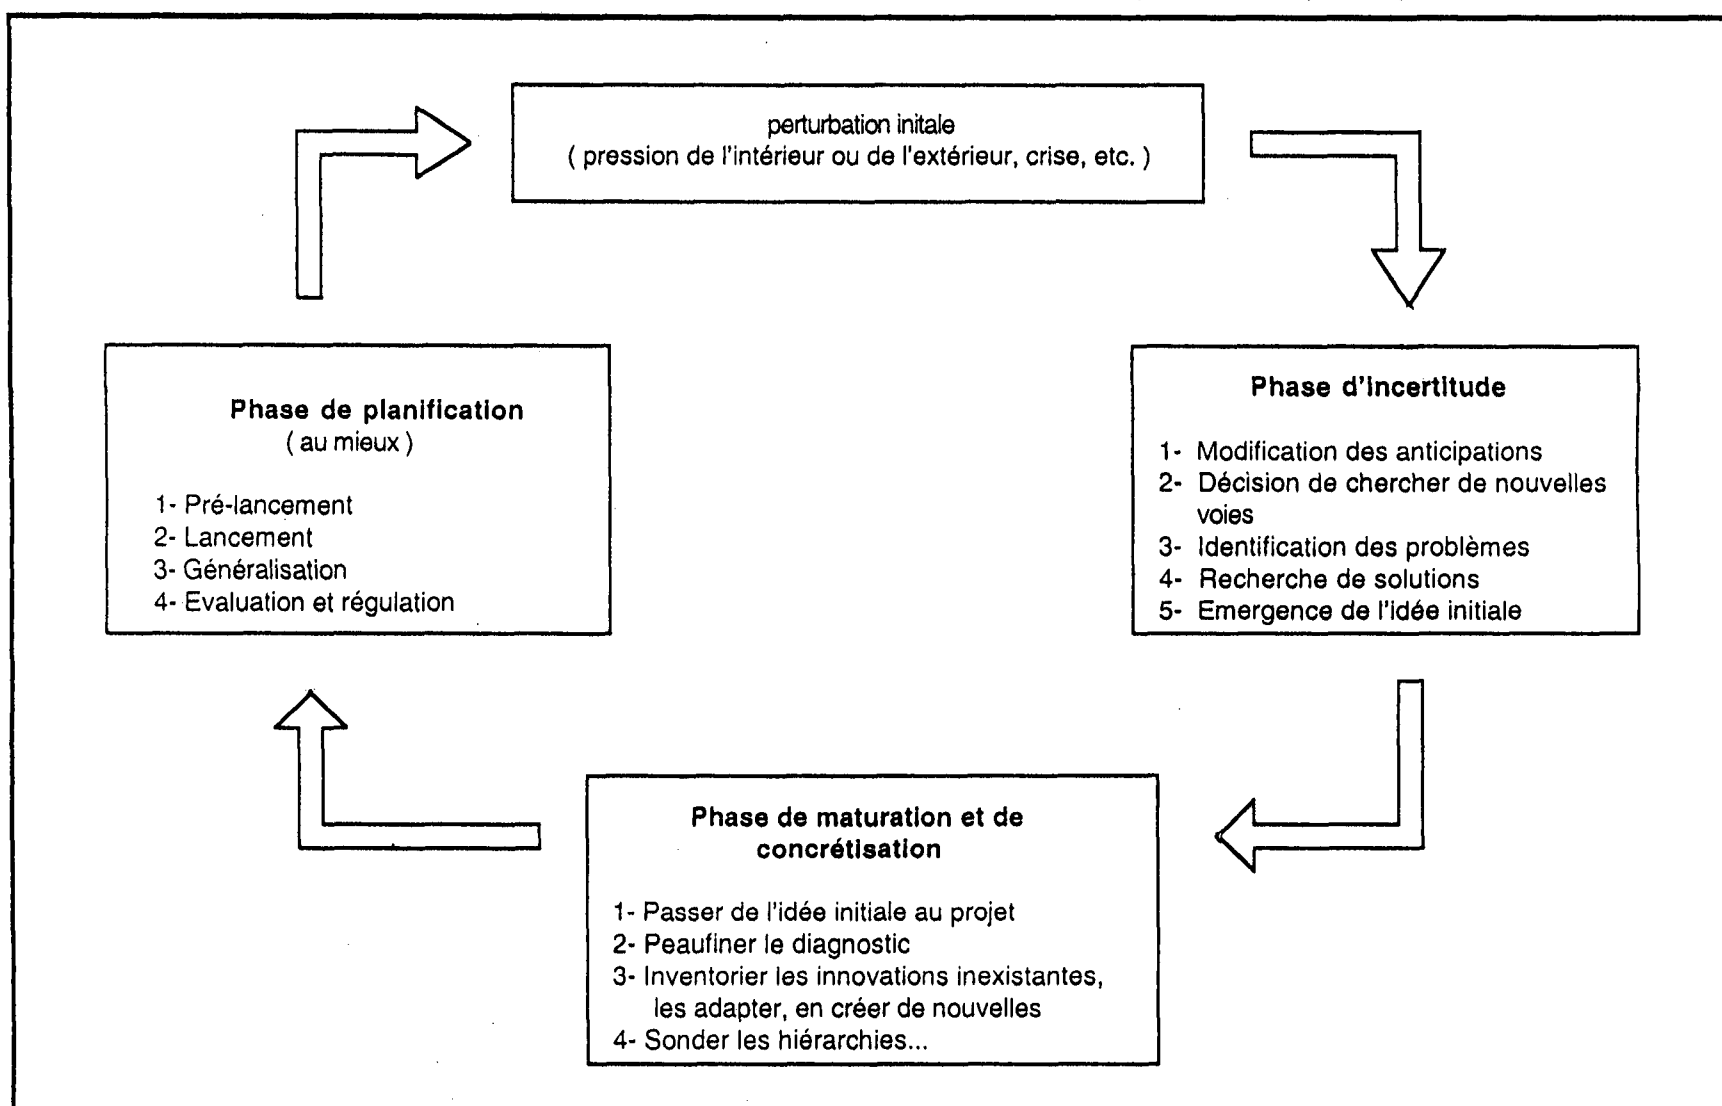 perturbation initale
( pression de l'intérieur ou de l'extérieur, crise, etc. )
Phase d'incertitude
1- Modification des anticipations
2- Décision de chercher de nouvelles
voies
3- Identification des problèmes
4- Recherche de solutions
5- Emergence de l'idée initiale
Phase de maturation et de
concrétisation
1- Passer de l'idée initiale au projet
2- Peaufiner le diagnostic
3- Inventorier les innovations inexistantes,
les adapter, en créer de nouvelles
4- Sonder les hiérarchies...
Phase de planification
( au mieux )
1- Pré-lancement
2- Lancement
3- Généralisation
4- Evaluation et régulation